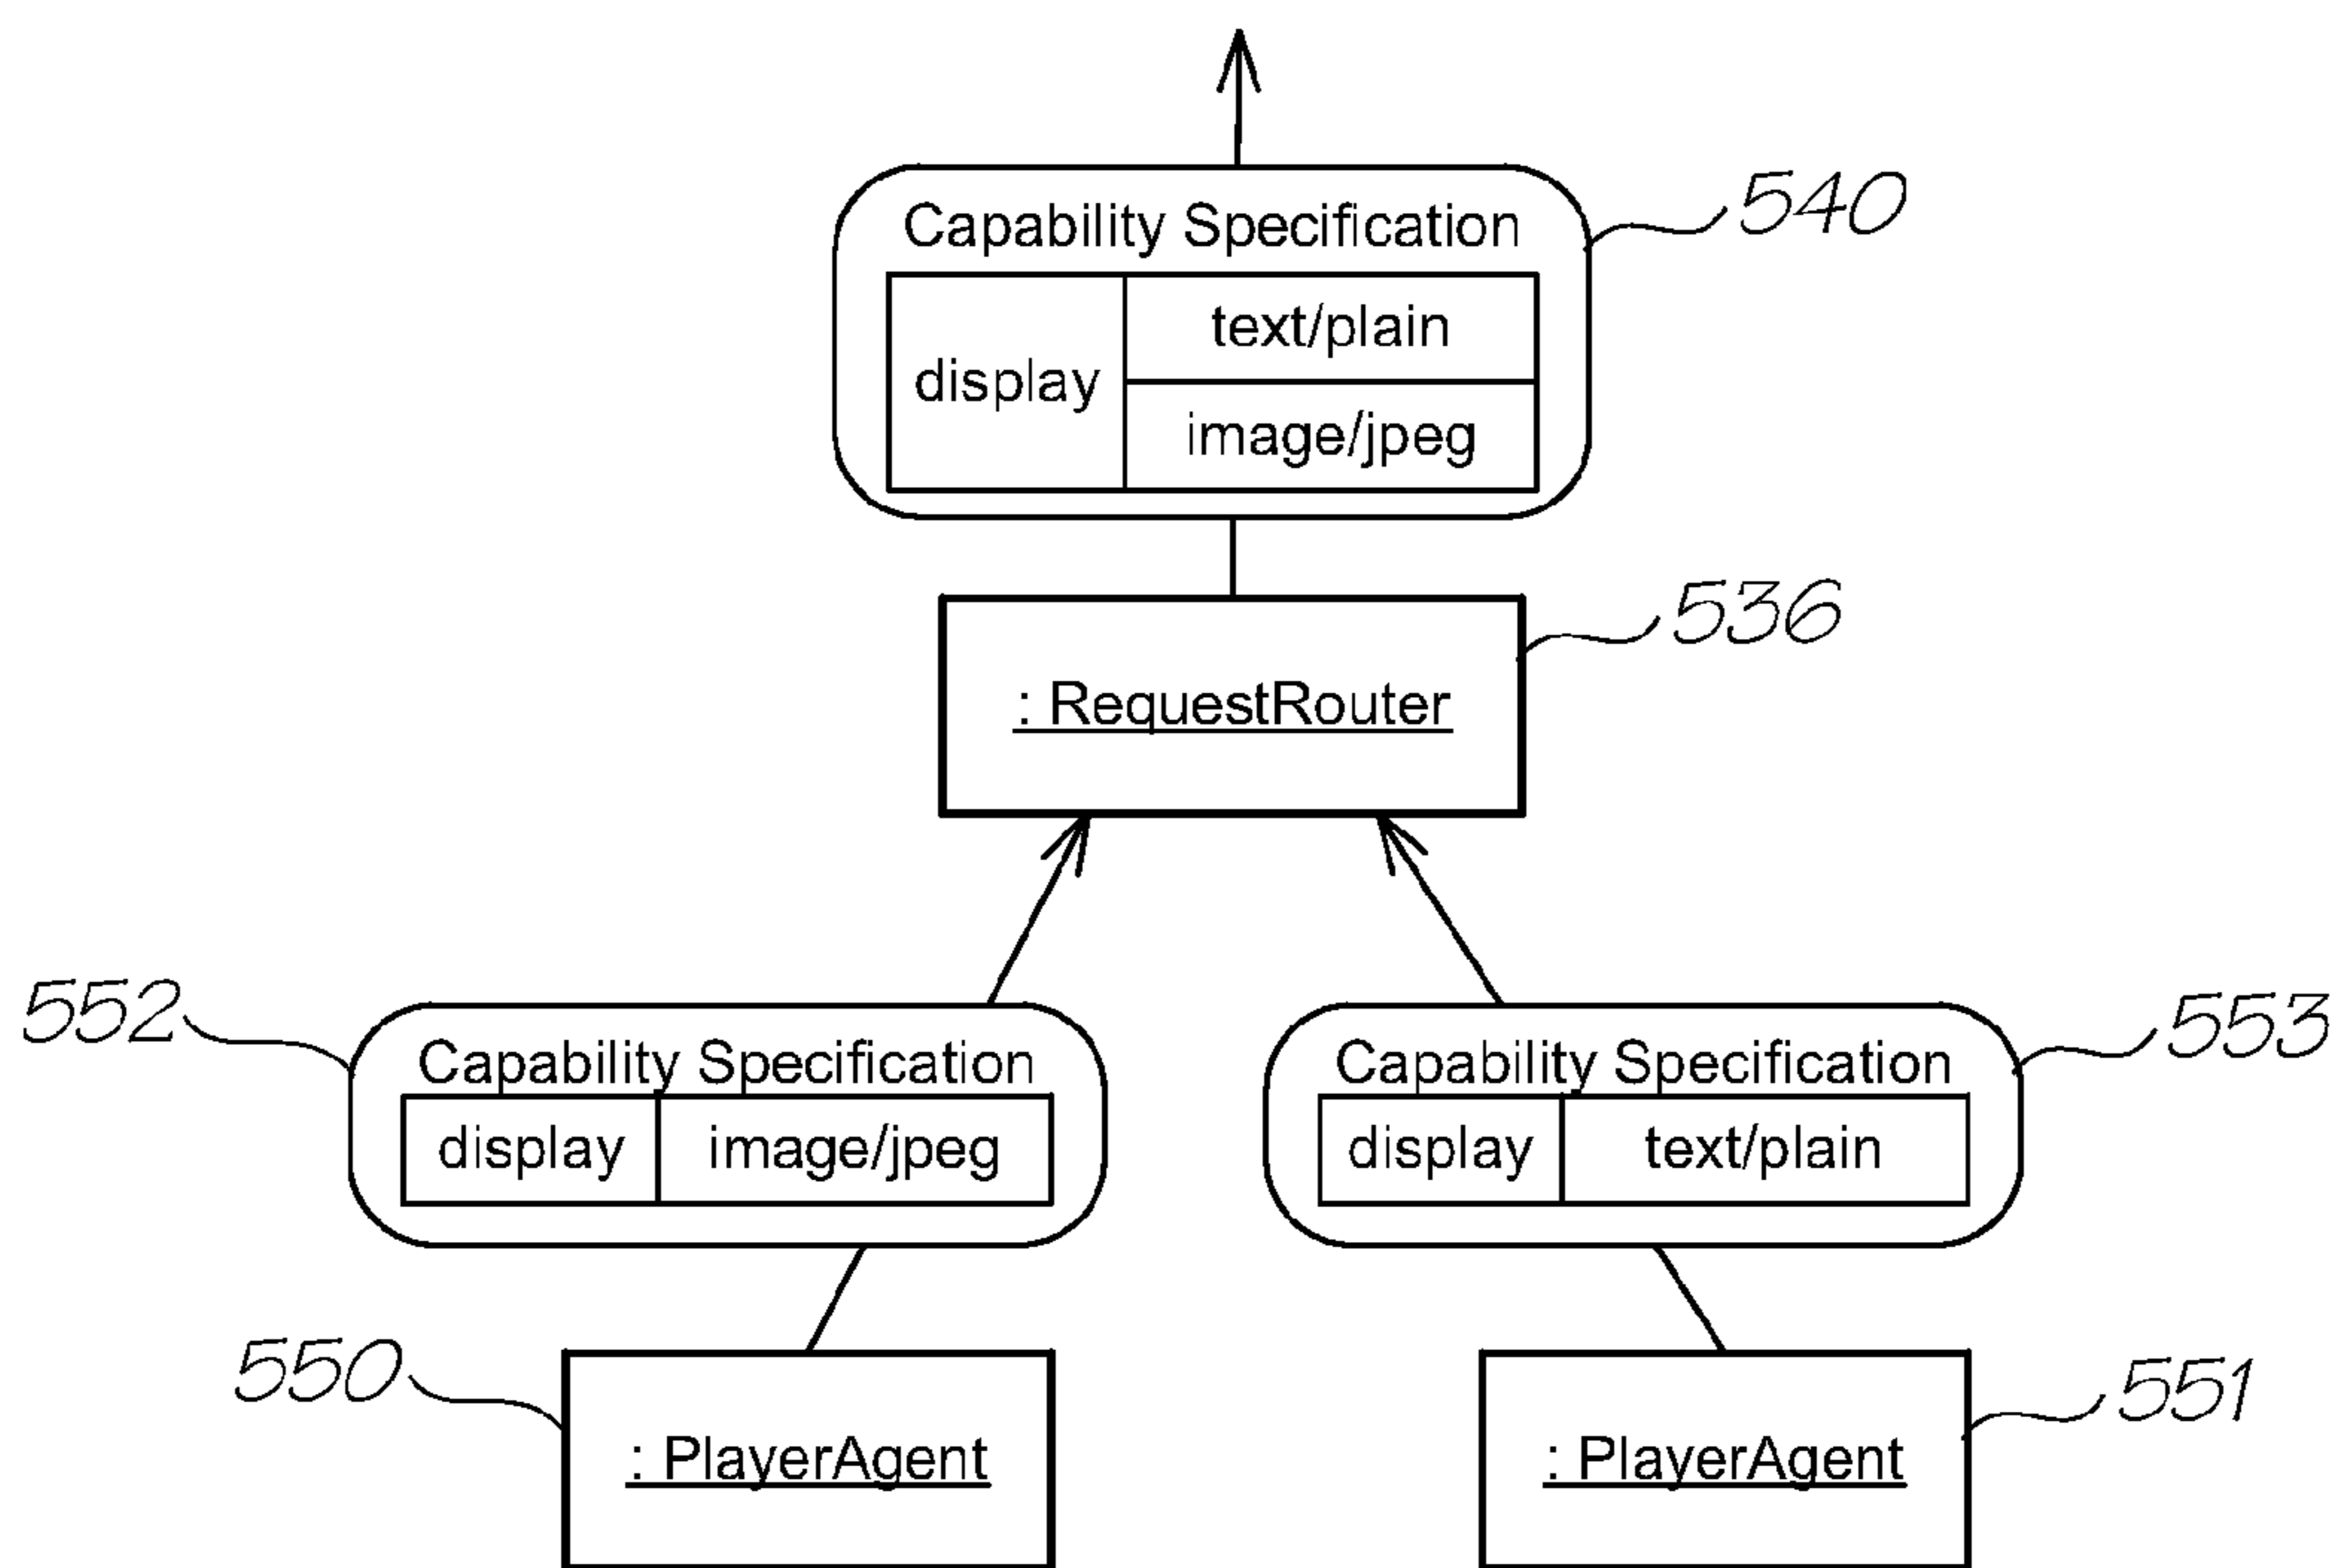 Capability Specification
540
text/plain
display
image/jpeg
536
: RequestRouter
552
553
Capability Specification
Capability Specification
display
image/jpeg
display
text/plain
550
551
: PlayerAgent
: PlayerAgent